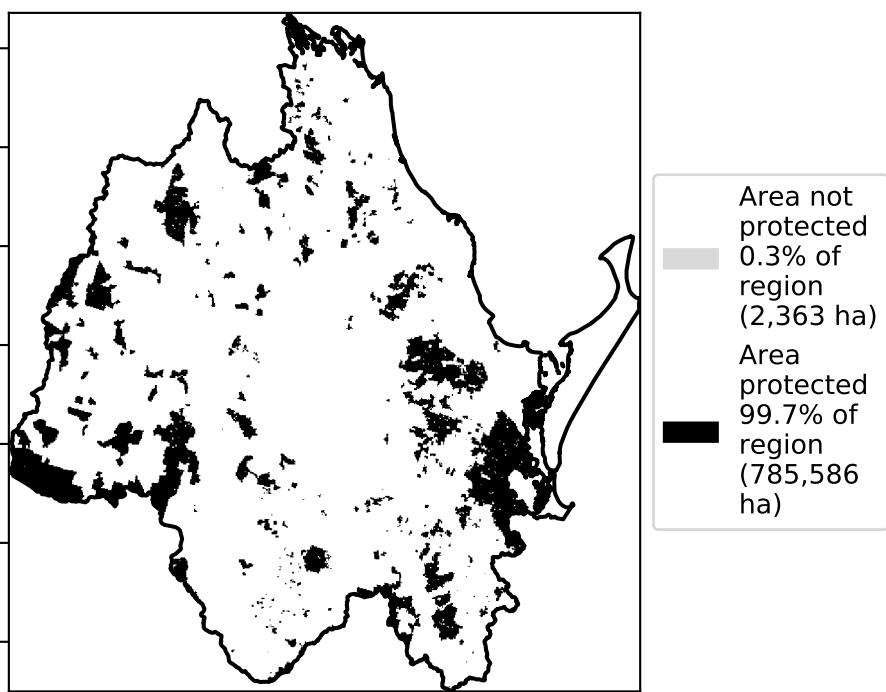 Area not
protected
0.3% of
region
(2,363 ha)
Area
protected
99.7% of
region
(785,586
ha)